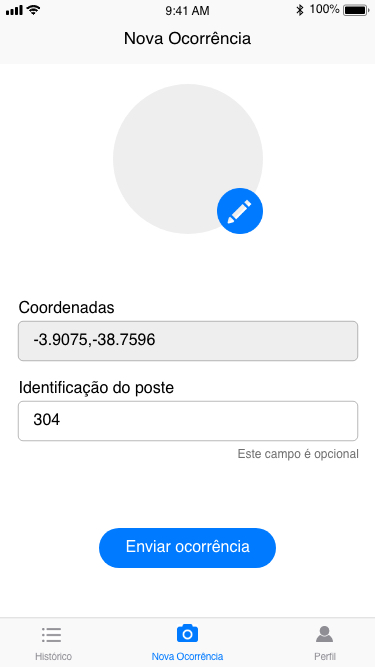 9:41 AM 100%
Nova Ocorrência
Coordenadas
-3.9075,-38.7596
Identificação do poste
304
Este campo é opcional
Enviar ocorrência
Histórico Nova Ocorrência Perfil